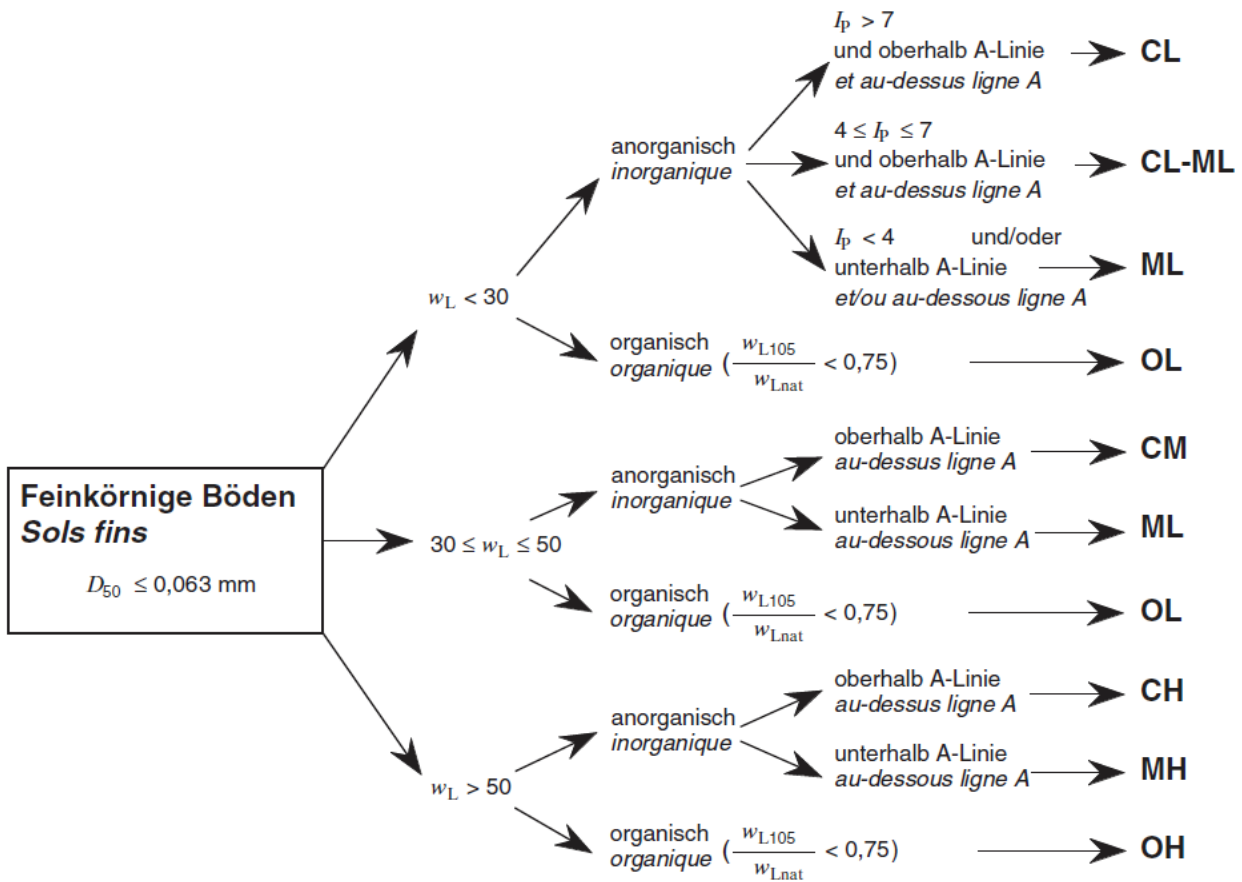 Feinkörnige Böden
Sols fins
D50 ≤ 0,063 mm
wL < 30
anorganisch
inorganique
IP > 7
und oberhalb A-Linie
et au-dessus ligne A
CL
4 ≤ IP ≤ 7
und oberhalb A-Linie
et au-dessus ligne A
CL-ML
IP < 4 und/oder
unterhalb A-Linie
et/ou au-dessous ligne A
ML
organisch
organique (wL105/wLnat < 0,75)
OL
30 ≤ wL ≤ 50
anorganisch
inorganique
oberhalb A-Linie
au-dessus ligne A
CM
unterhalb A-Linie
au-dessous ligne A
ML
organisch
organique (wL105/wLnat < 0,75)
OL
wL > 50
anorganisch
inorganique
oberhalb A-Linie
au-dessus ligne A
CH
unterhalb A-Linie
au-dessous ligne A
MH
organisch
organique (wL105/wLnat < 0,75)
OH